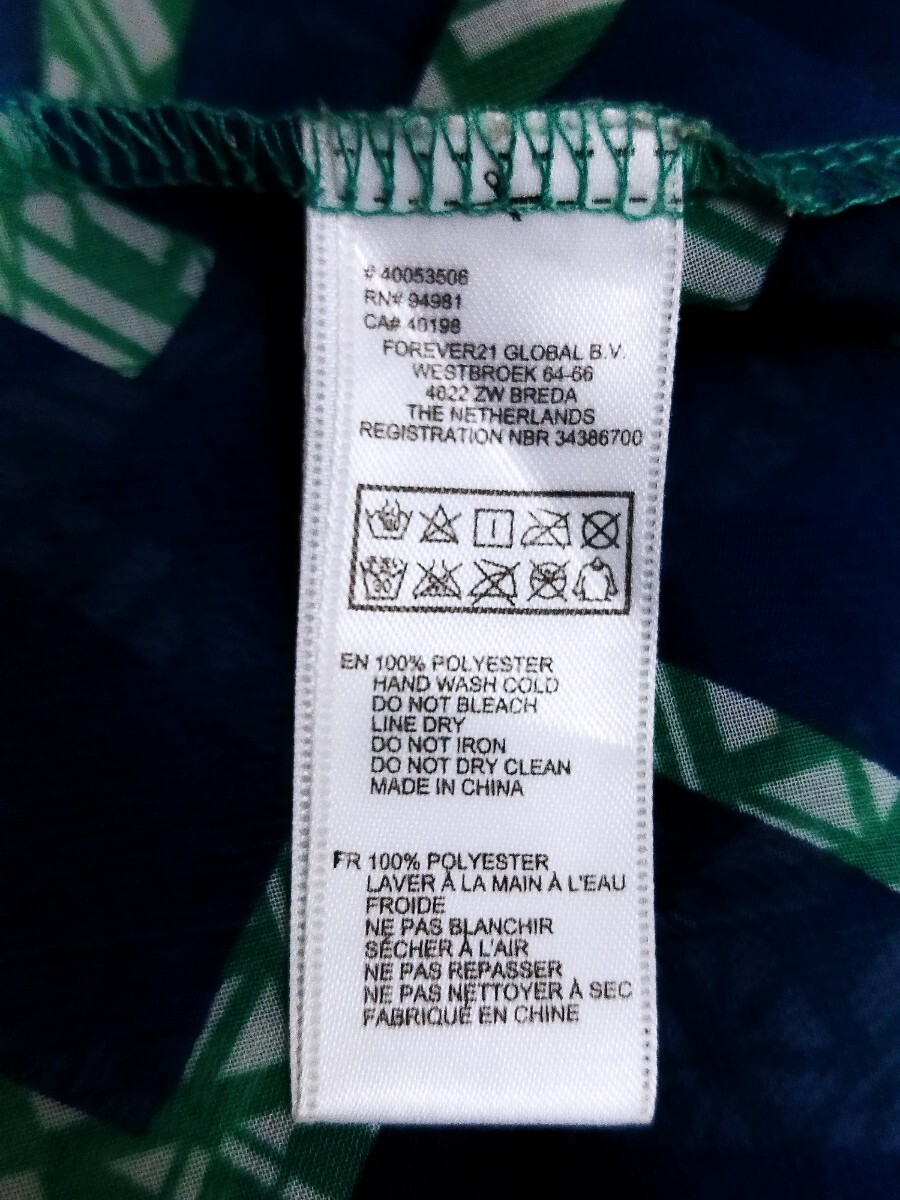 # 40053506
RN# 94981
CA# 40198
FOREVER21 GLOBAL B.V.
WESTBROEK 64-66
4822 ZW BREDA
THE NETHERLANDS
REGISTRATION NBR 34386700
EN 100% POLYESTER
HAND WASH COLD
DO NOT BLEACH
LINE DRY
DO NOT IRON
DO NOT DRY CLEAN
MADE IN CHINA
FR 100% POLYESTER
LAVER À LA MAIN À L'EAU
FROIDE
NE PAS BLANCHIR
SÉCHER À L'AIR
NE PAS REPASSER
NE PAS NETTOYER À SEC
FABRIQUÉ EN CHINE